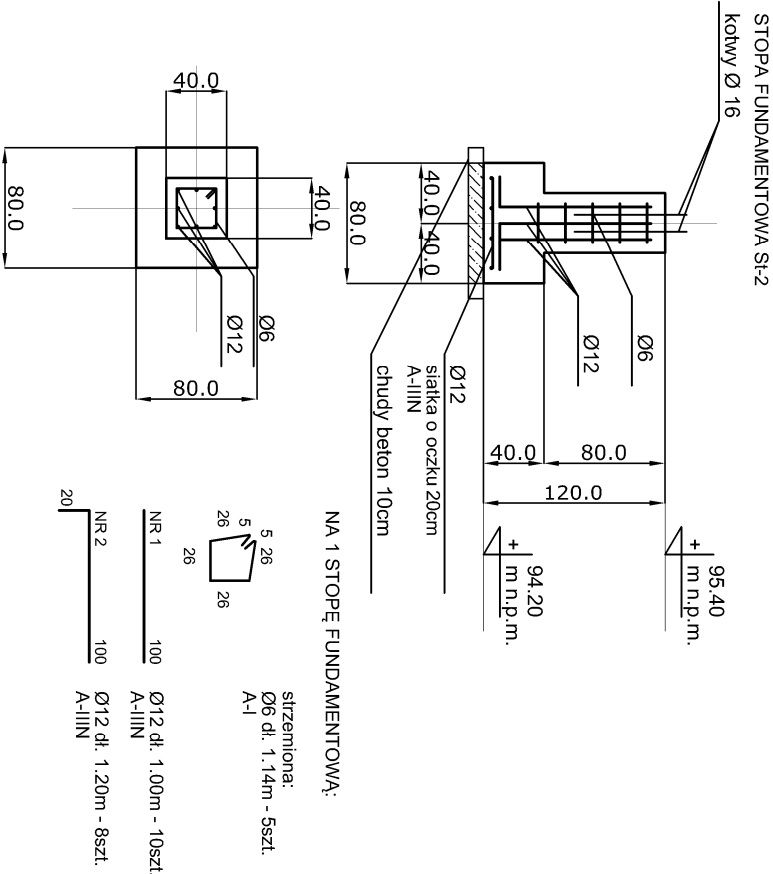 STOPA FUNDAMENTOWA St-2
kotwy Ø 16
Ø6
Ø12
80.0
40.0
120.0
95.40
+
m n.p.m.
94.20
+
m n.p.m.
40.0
40.0
80.0
Ø12
siatka o oczku 20cm
A-IIIN
chudy beton 10cm
40.0
40.0
80.0
80.0
Ø6
Ø12
NA 1 STOPĘ FUNDAMENTOWĄ:
5
5
26
26
26
26
strzemiona:
Ø6 dł. 1.14m - 5szt.
A-I
NR 1
100
Ø12 dł. 1.00m - 10szt.
A-IIIN
NR 2
20
100
Ø12 dł. 1.20m - 8szt.
A-IIIN